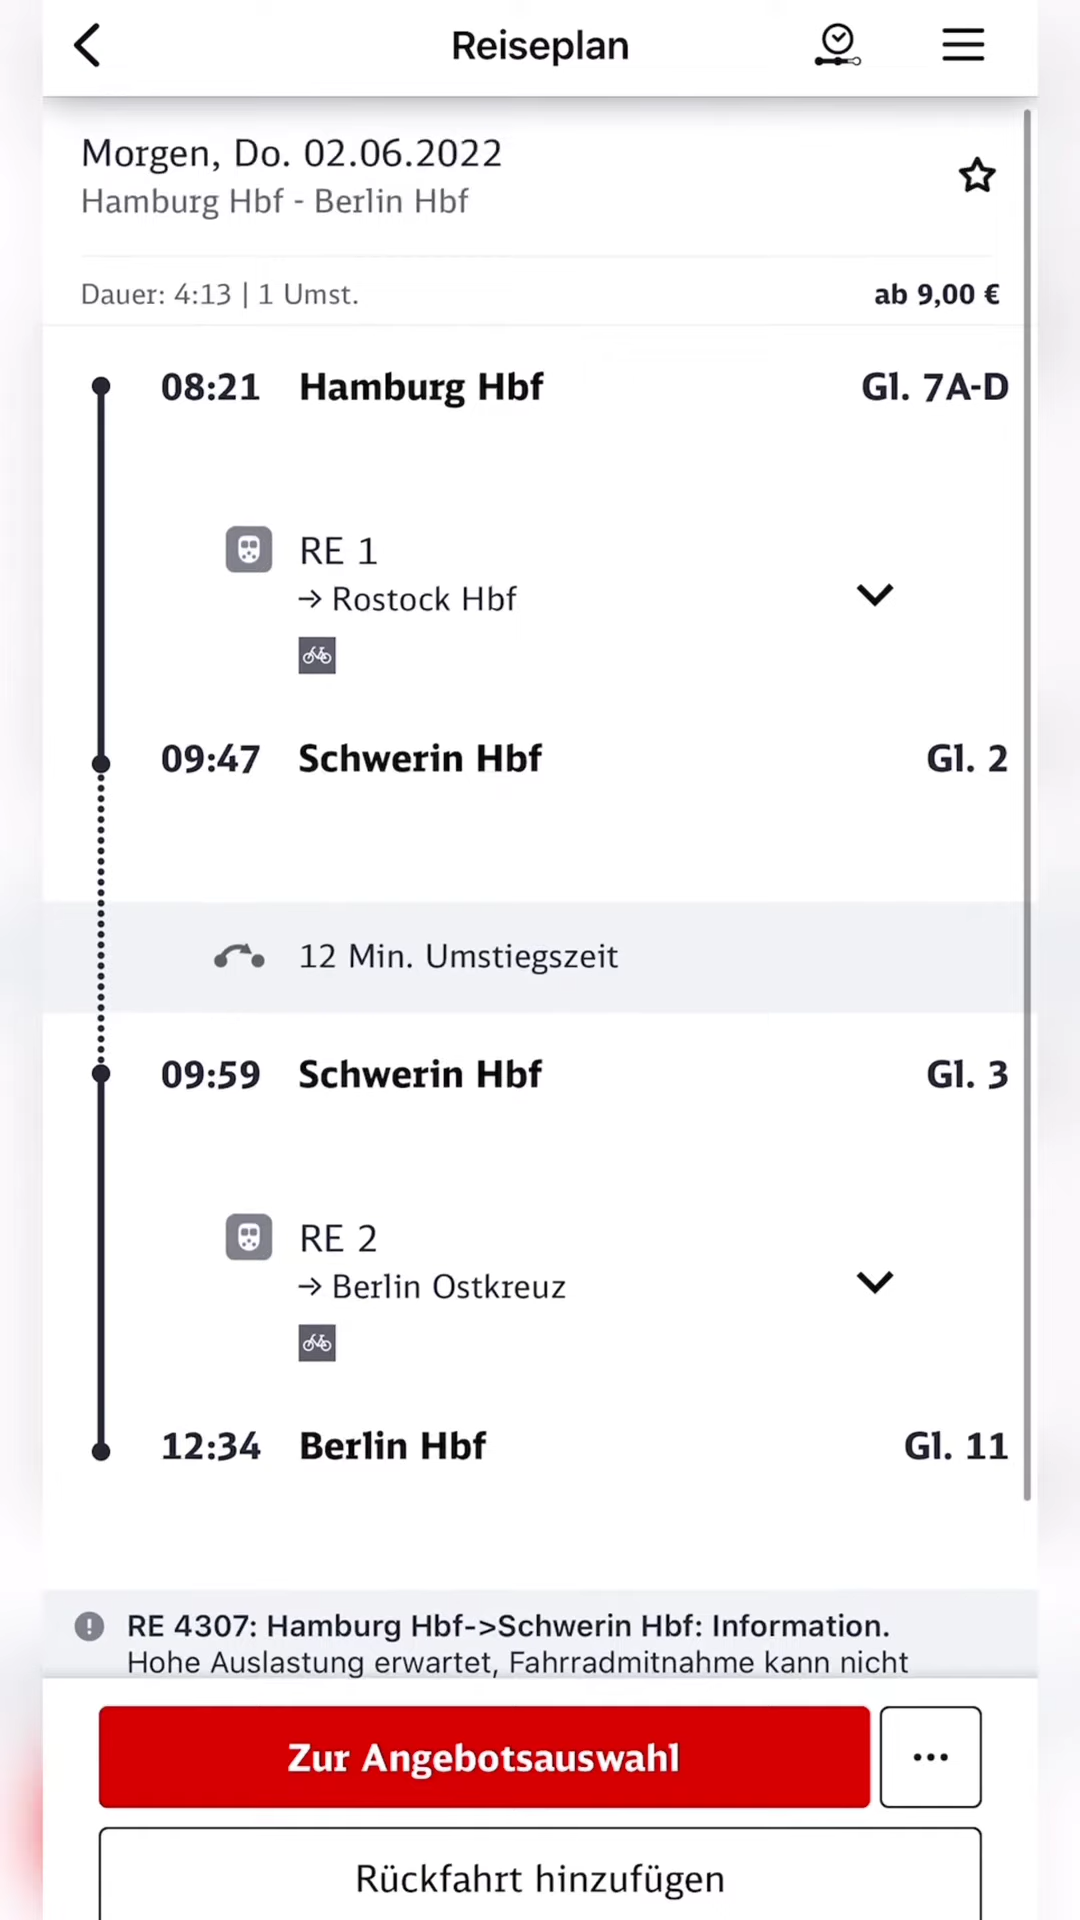 Reiseplan
Morgen, Do. 02.06.2022
Hamburg Hbf - Berlin Hbf
Dauer: 4:13 | 1 Umst. ab 9,00 €
08:21 Hamburg Hbf Gl. 7A-D
RE 1
→ Rostock Hbf
09:47 Schwerin Hbf Gl. 2
12 Min. Umstiegszeit
09:59 Schwerin Hbf Gl. 3
RE 2
→ Berlin Ostkreuz
12:34 Berlin Hbf Gl. 11
RE 4307: Hamburg Hbf->Schwerin Hbf: Information.
Hohe Auslastung erwartet, Fahrradmitnahme kann nicht
Zur Angebotsauswahl
Rückfahrt hinzufügen